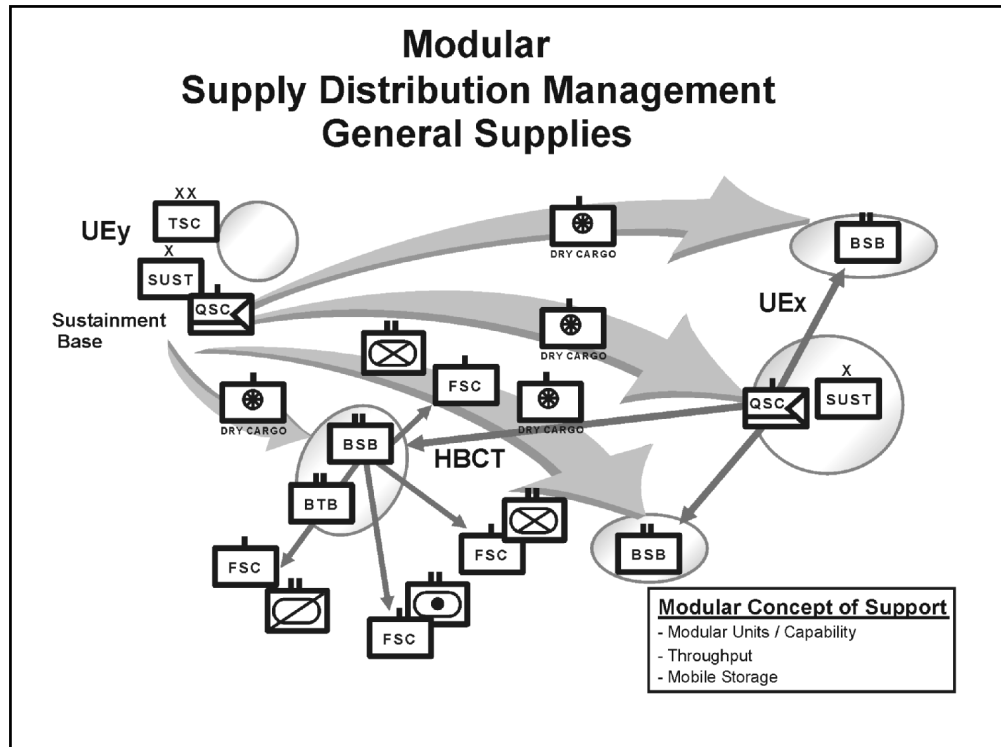 Modular
Supply Distribution Management
General Supplies
XX
TSC
UEy
X
SUST
QSC
Sustainment
Base
DRY CARGO
BSB
UEx
DRY CARGO
FSC
DRY CARGO
DRY CARGO
X
SUST
QSC
BSB
HBCT
BTB
FSC
FSC
FSC
BSB
Modular Concept of Support
- Modular Units / Capability
- Throughput
- Mobile Storage